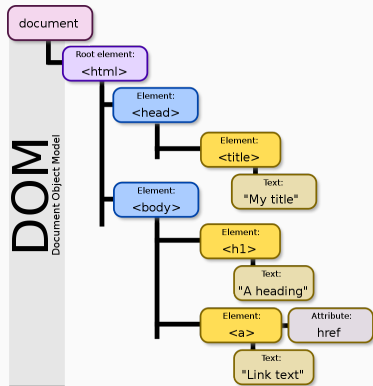 document
Root element:
<html>
Element:
<head>
Element:
<title>
Text:
"My title"
Element:
<body>
Element:
<h1>
Text:
"A heading"
Element:
<a>
Attribute:
href
Text:
"Link text"
DOM
Document Object Model